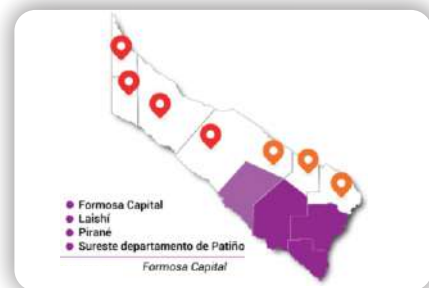 Formosa Capital
Laishí
Pirané
Sureste departamento de Patiño
Formosa Capital